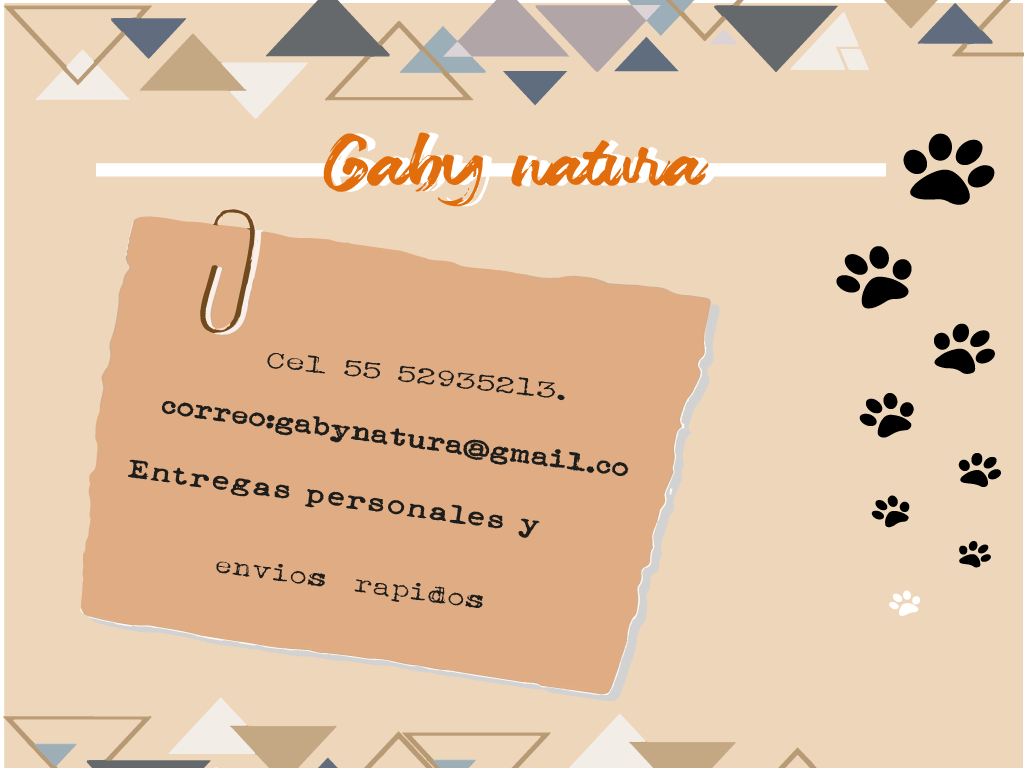 Gaby natura
Cel 55 52935213.
correo:gabynatura@gmail.co
Entregas personales y
envios rapidos